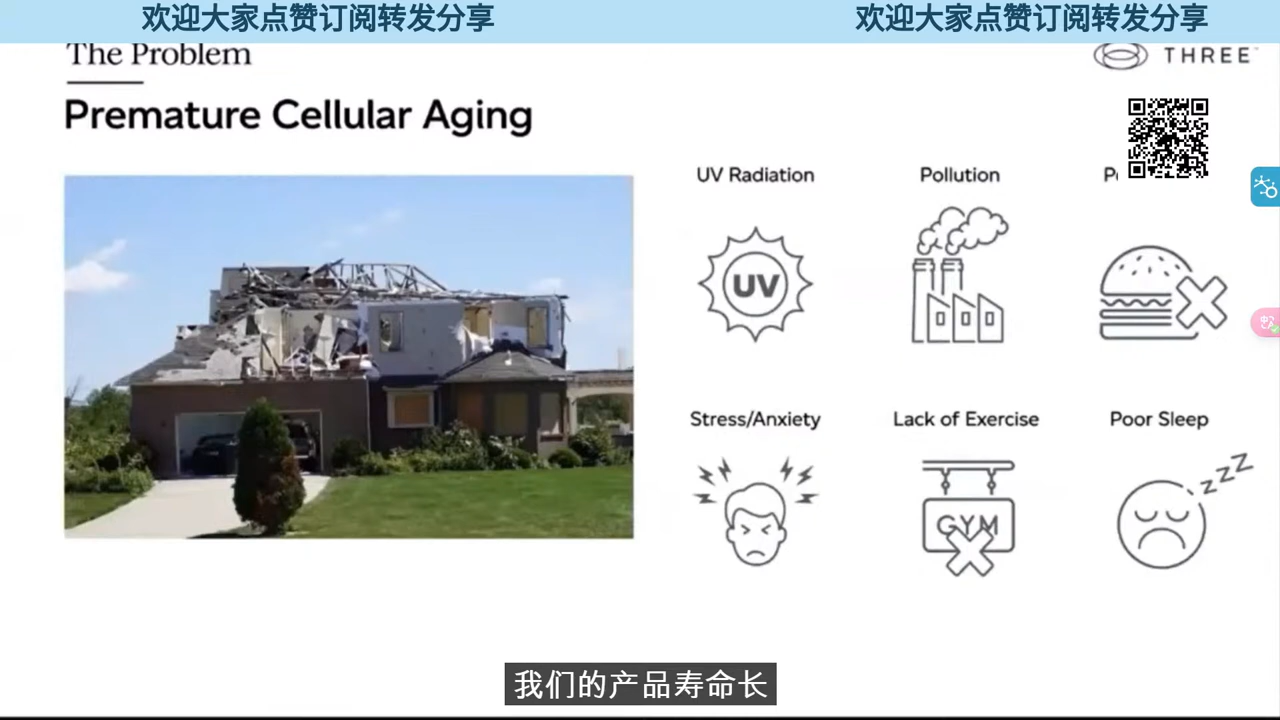 欢迎大家点赞订阅转发分享
欢迎大家点赞订阅转发分享
The Problem
THREE
Premature Cellular Aging
UV Radiation
Pollution
UV
Stress/Anxiety
Lack of Exercise
Poor Sleep
GYM
zzz
我们的产品寿命长